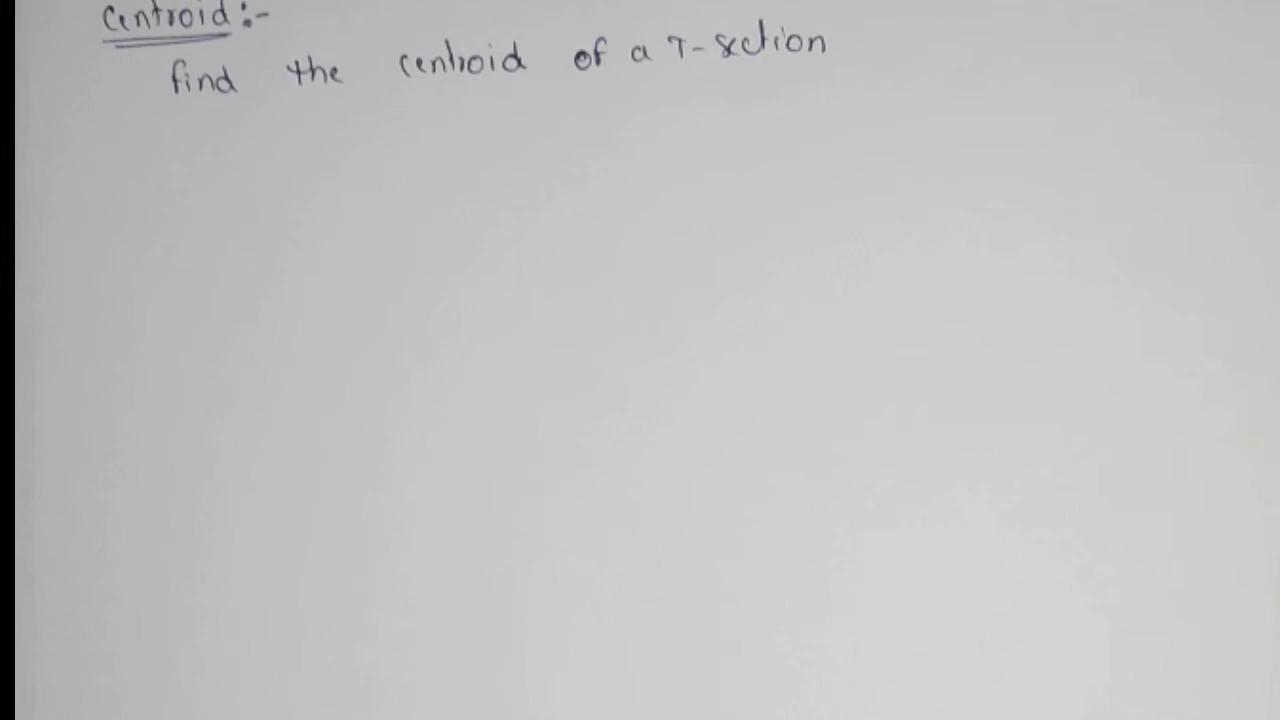 Centroid:-
find the centroid of a T-section